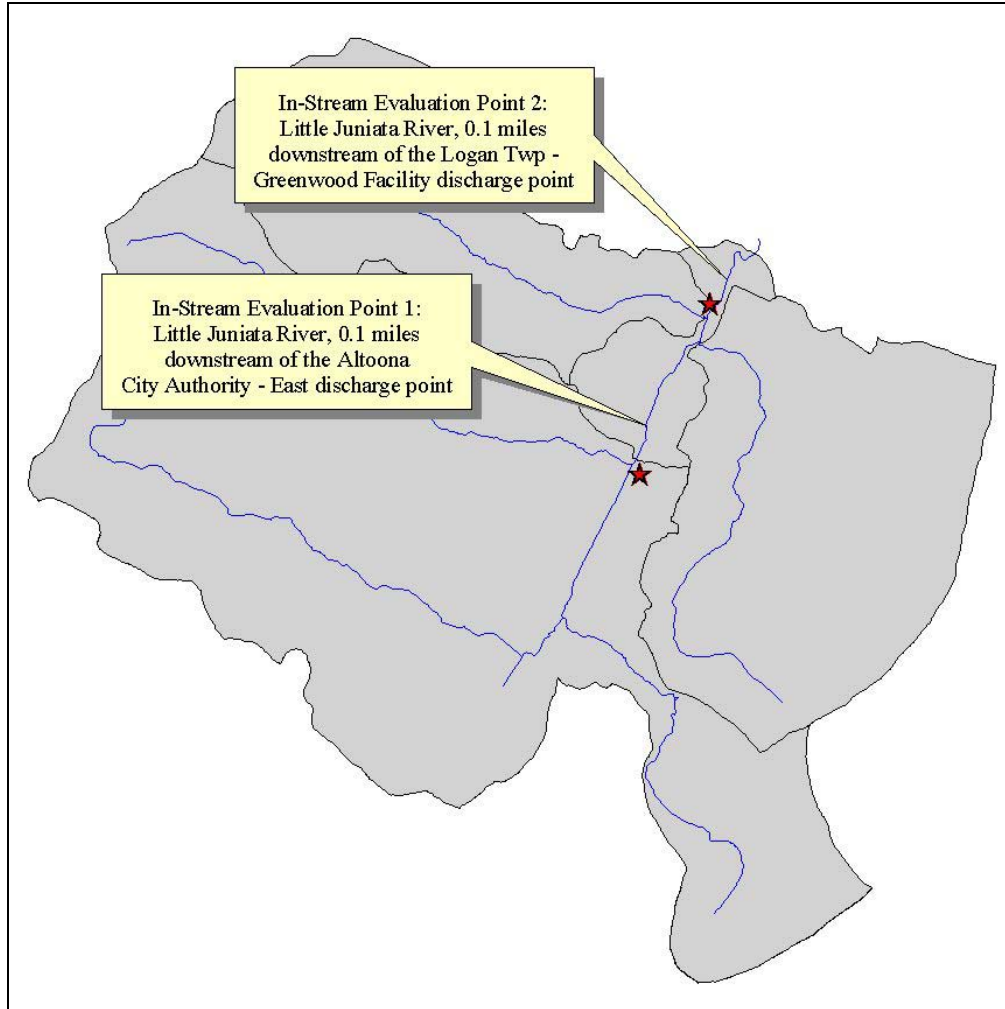 In-Stream Evaluation Point 2:
Little Juniata River, 0.1 miles
downstream of the Logan Twp -
Greenwood Facility discharge point
In-Stream Evaluation Point 1:
Little Juniata River, 0.1 miles
downstream of the Altoona
City Authority - East discharge point